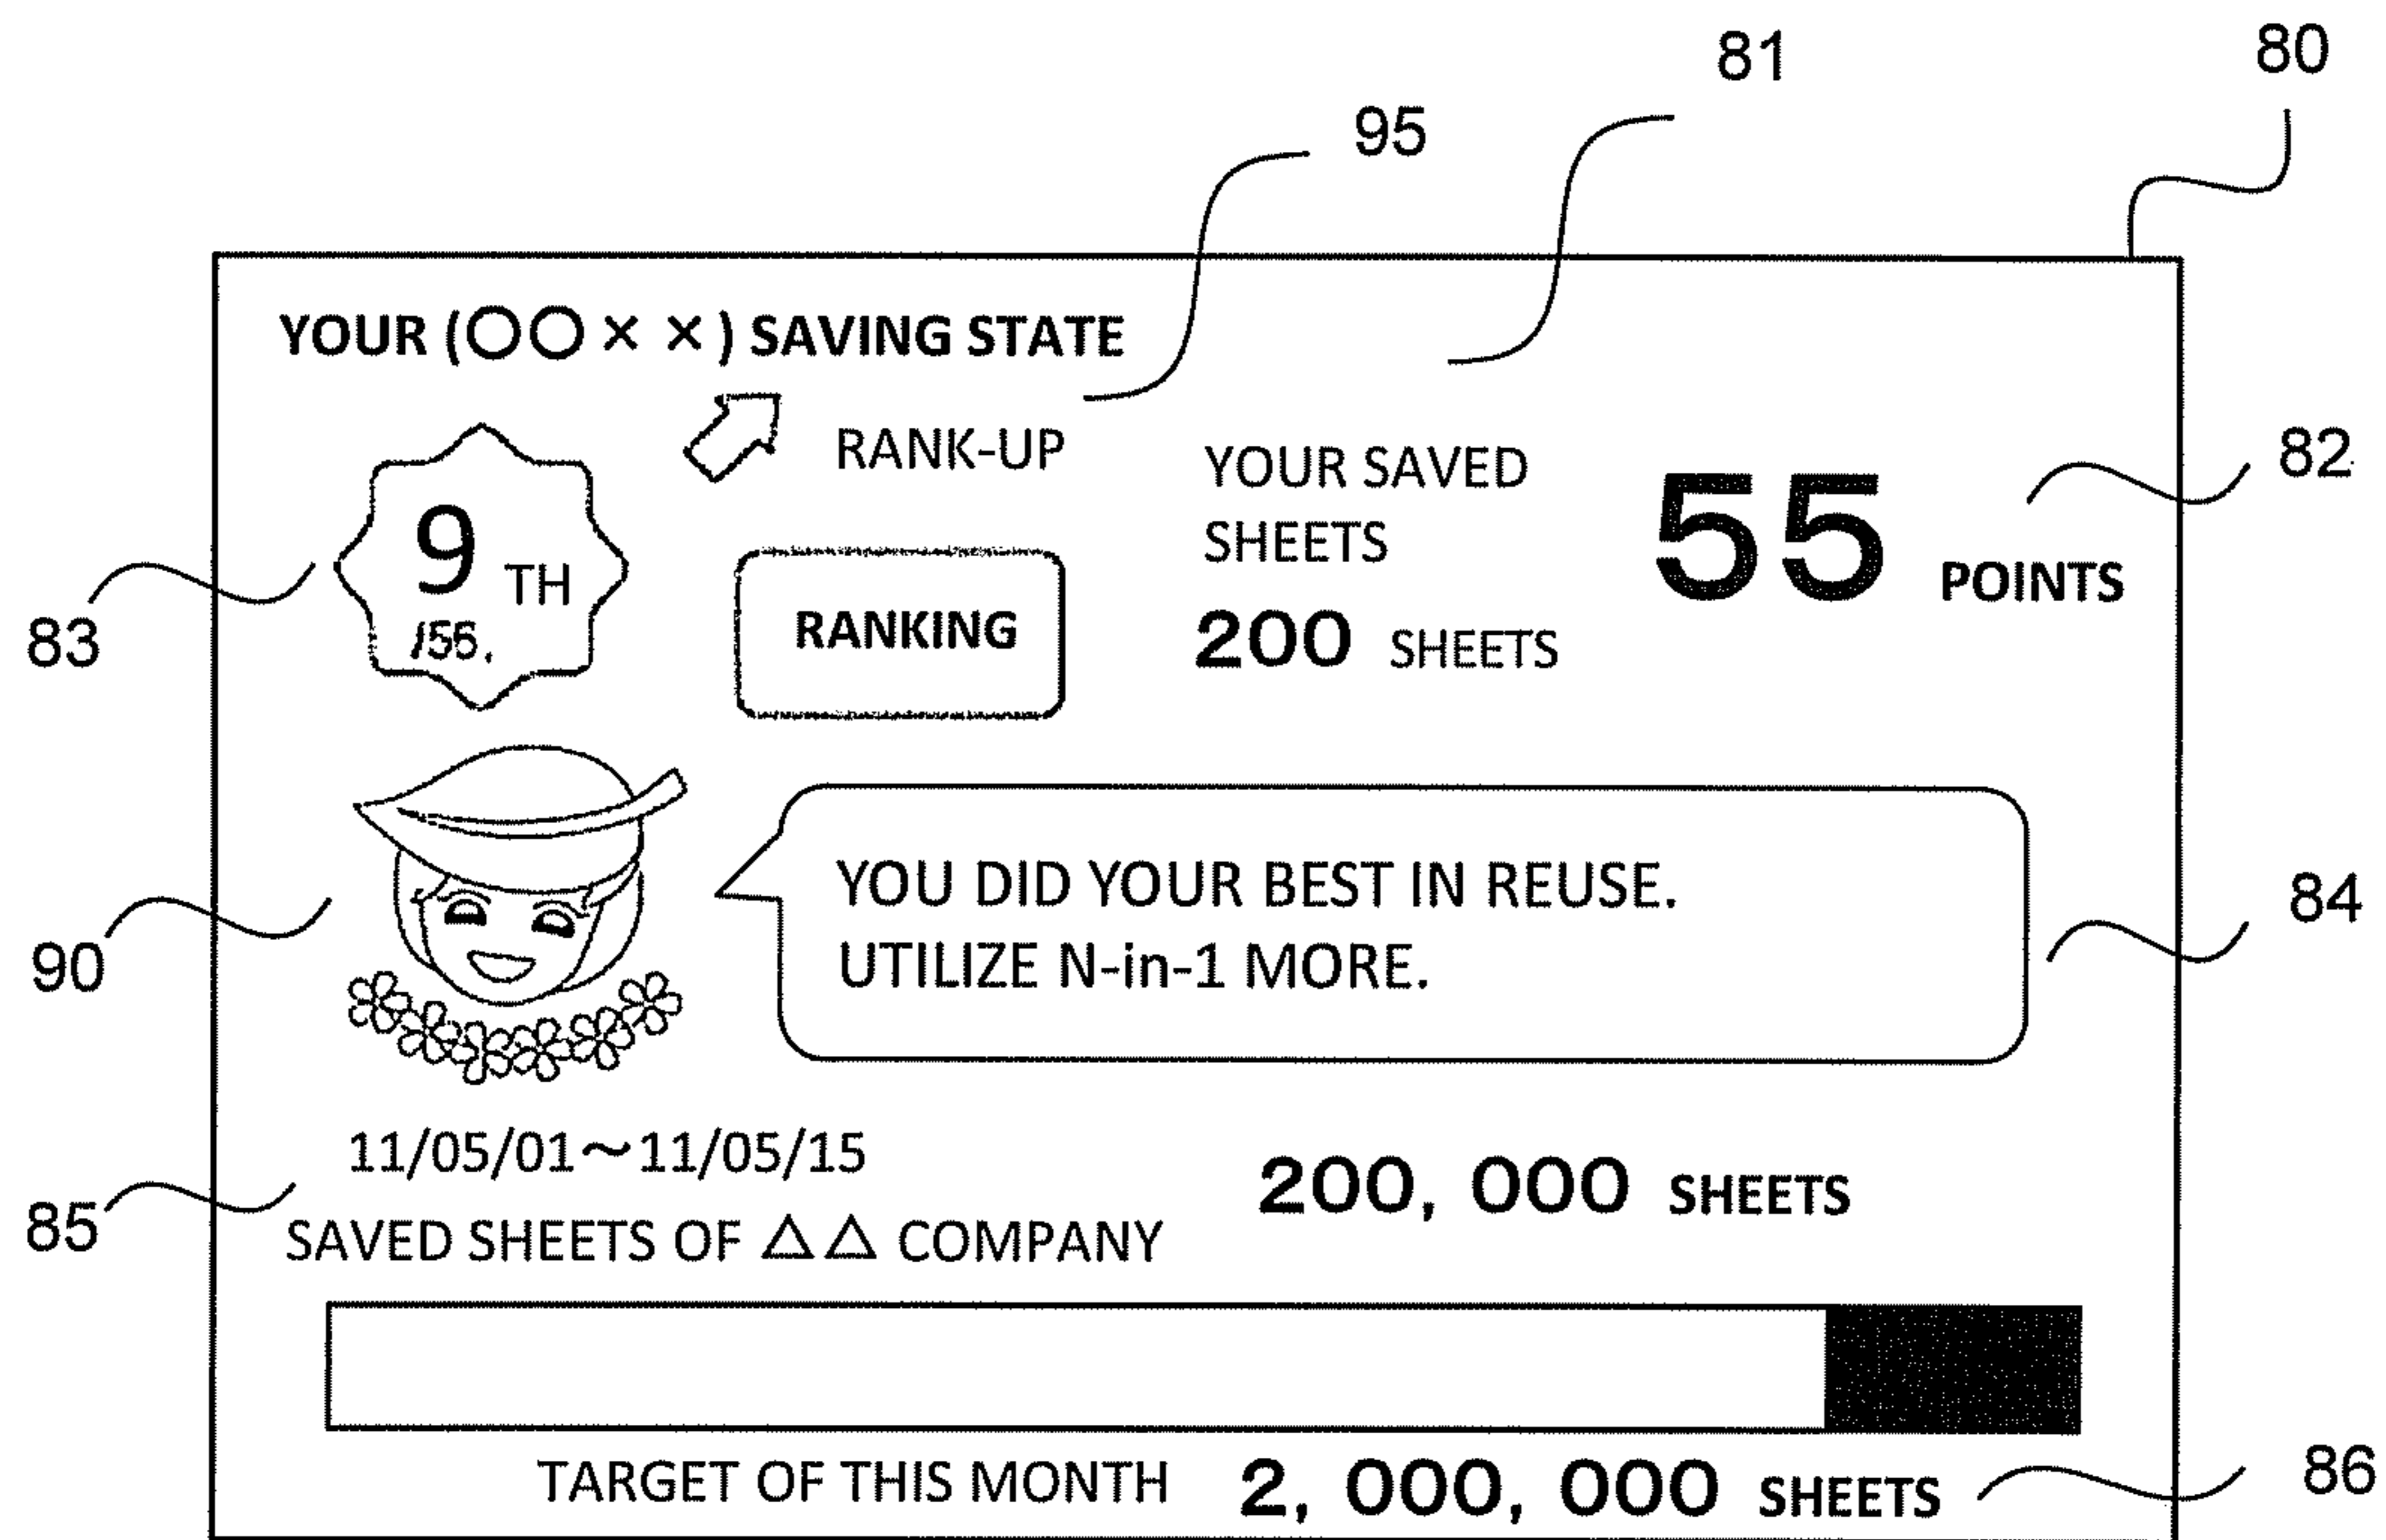 80
81
95
YOUR (○○××) SAVING STATE
RANK-UP
82
YOUR SAVED
SHEETS
55 POINTS
9 TH
/55.
83
RANKING
200 SHEETS
YOU DID YOUR BEST IN REUSE.
UTILIZE N-in-1 MORE.
84
90
11/05/01～11/05/15
200, 000 SHEETS
85
SAVED SHEETS OF △△ COMPANY
TARGET OF THIS MONTH 2, 000, 000 SHEETS
86